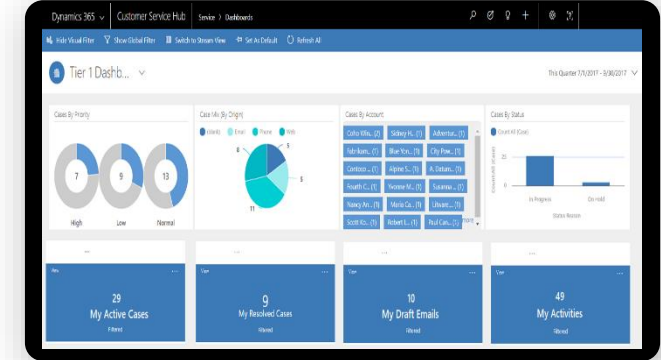 Dynamics 365 Customer Service Hub Service > Dashboards
Hide Visual Filter Show Global Filter Switch to Stream View Set As Default Refresh All
Tier 1 Dashb...
This Quarter 7/1/2017 - 9/30/2017
Cases By Priority
7 9 13
High Low Normal
Case Mix (By Origin)
Email Phone Web
6 5
11
Cases By Account
Coho Win... (2) Sidney H... (1) Adventur... (1)
Fabrikam... (1) Blue Yon... (1) City Pow... (1)
Contoso ... (1) Alpine S... (1) A. Datum... (1)
Fourth C... (1) Yvonne M... (1) Susanna ... (1)
Nancy An... (1) Maria Ca... (1) Litware,... (1)
Scott Ko... (1) Robert L... (1) Paul Can... (1)
Cases By Status
Count:All (Case)
25
0
In Progress On Hold
Status Reason
... ... ... ...
View ... View ... View ... View ...
29 9 10 49
My Active Cases My Resolved Cases My Draft Emails My Activities
Filtered Filtered Filtered Filtered